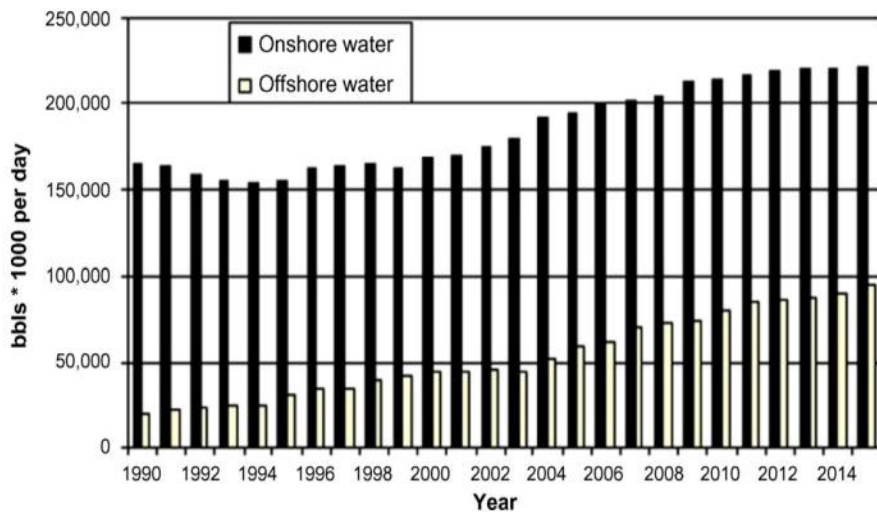 250,000
200,000
150,000
100,000
50,000
0
bbls * 1000 per day
Onshore water
Offshore water
1990 1992 1994 1996 1998 2000 2002 2004 2006 2008 2010 2012 2014
Year